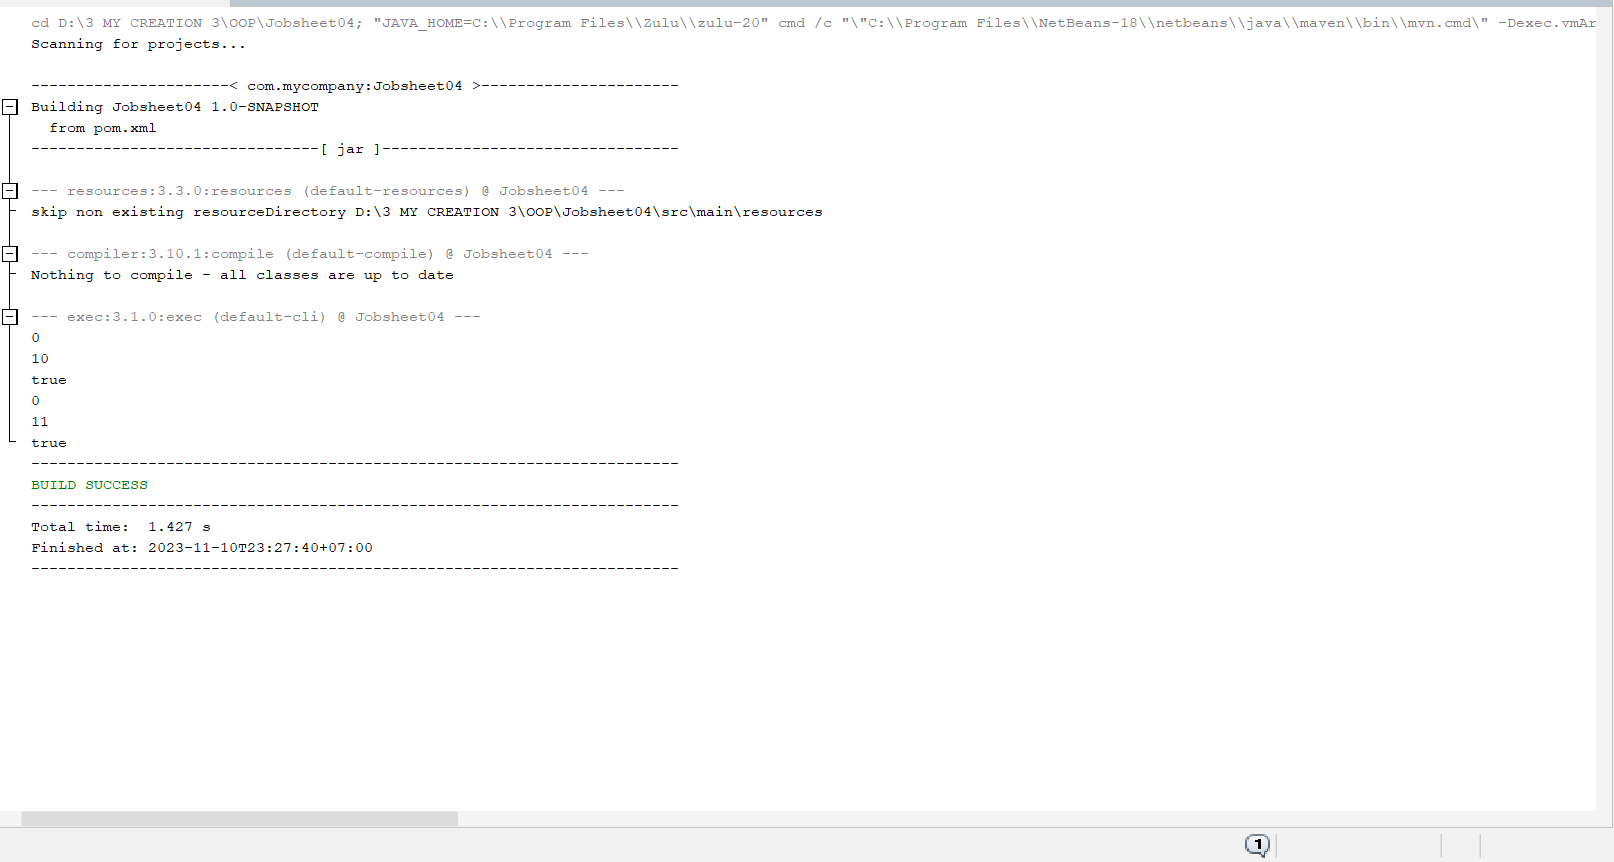 cd D:\3 MY CREATION 3\OOP\Jobsheet04; "JAVA_HOME=C:\\Program Files\\Zulu\\zulu-20" cmd /c "\"C:\\Program Files\\NetBeans-18\\netbeans\\java\\maven\\bin\\mvn.cmd\" -Dexec.vmAr
Scanning for projects...
----------------------< com.mycompany:Jobsheet04 >----------------------
Building Jobsheet04 1.0-SNAPSHOT
  from pom.xml
--------------------------------[ jar ]---------------------------------
--- resources:3.3.0:resources (default-resources) @ Jobsheet04 ---
skip non existing resourceDirectory D:\3 MY CREATION 3\OOP\Jobsheet04\src\main\resources
--- compiler:3.10.1:compile (default-compile) @ Jobsheet04 ---
Nothing to compile - all classes are up to date
--- exec:3.1.0:exec (default-cli) @ Jobsheet04 ---
0
10
true
0
11
true
------------------------------------------------------------------------
BUILD SUCCESS
------------------------------------------------------------------------
Total time:  1.427 s
Finished at: 2023-11-10T23:27:40+07:00
------------------------------------------------------------------------
1